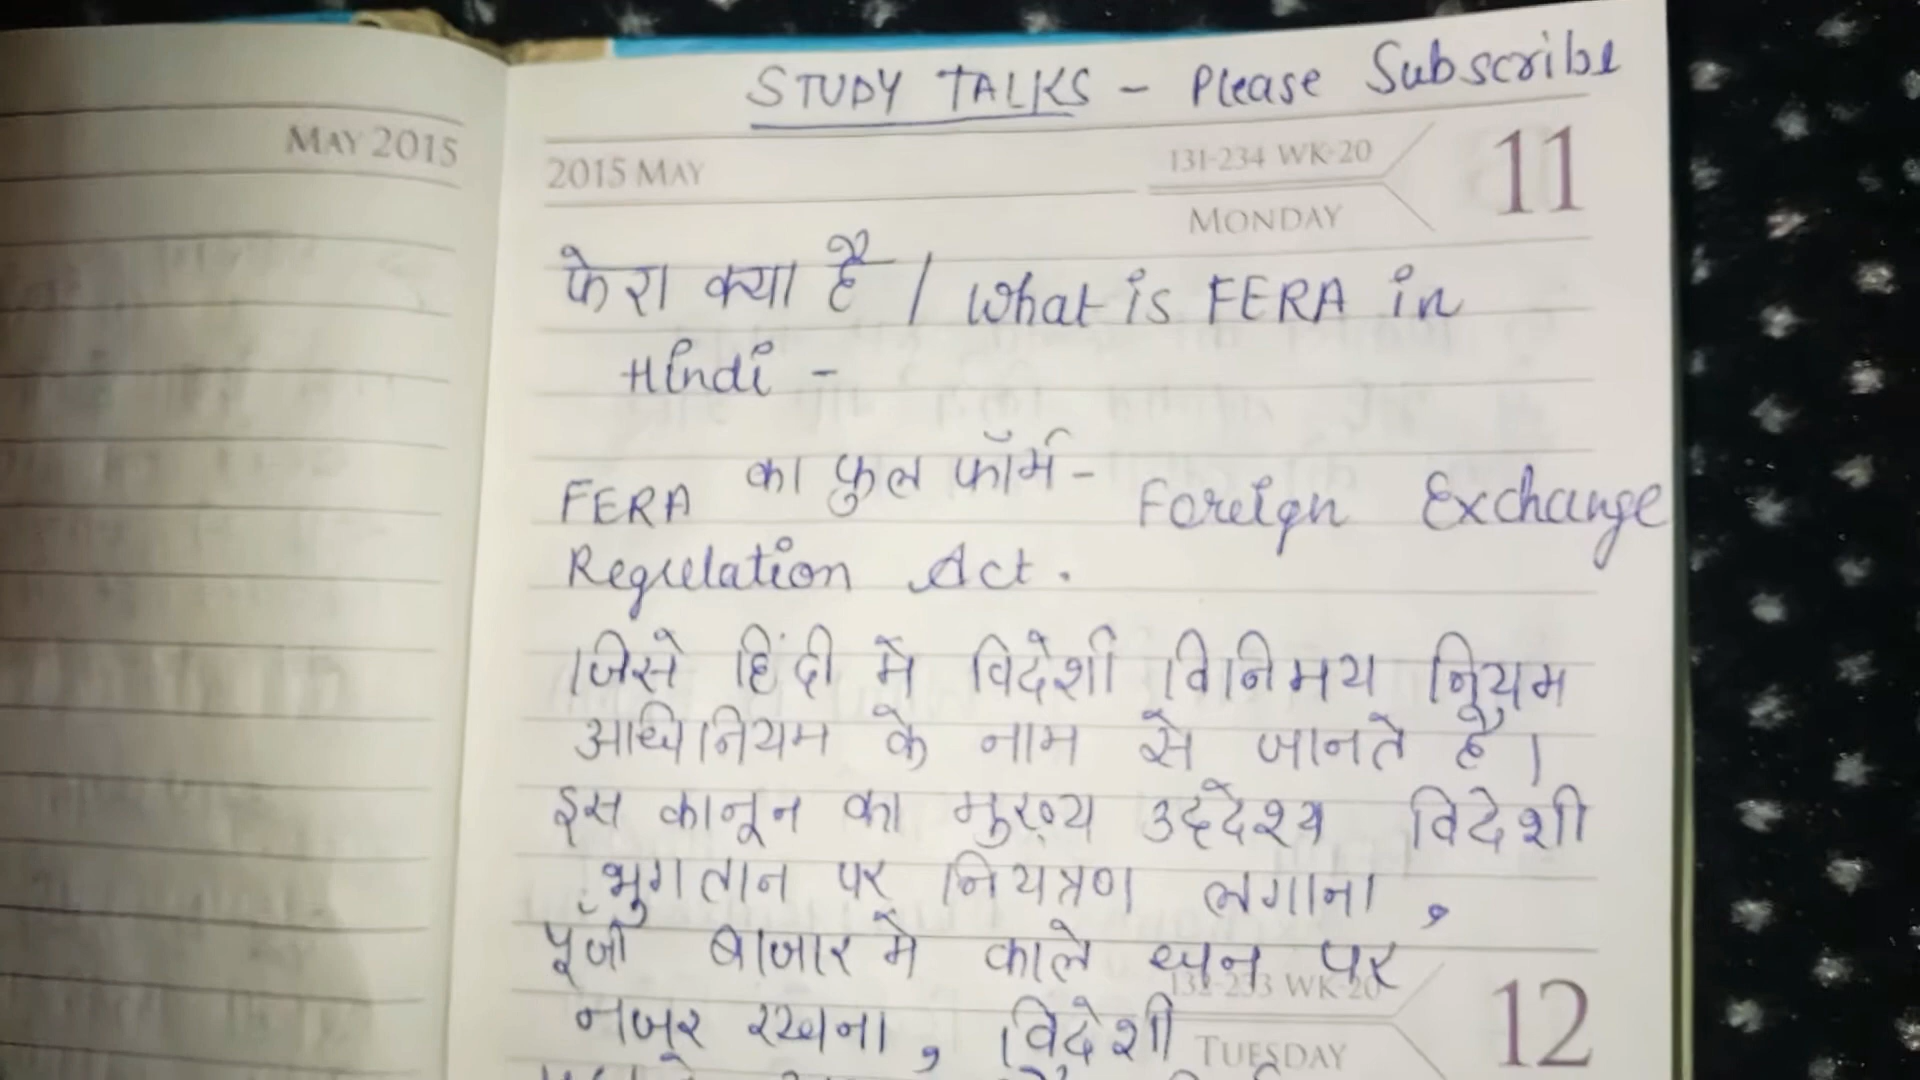 STUDY TALKS - Please Subscribe
MAY 2015
2015 MAY
131-234 WK-20
11
MONDAY
फेरा क्या है / What is FERA in
Hindi -
FERA का फुल फॉर्म - Foreign Exchange
Regulation Act.
जिसे हिंदी में विदेशी विनिमय नियम
अधिनियम के नाम से जानते है।
इस कानून का मुख्य उद्देश्य विदेशी
भुगतान पर नियत्रण लगाना,
पूँजी बाजार मे काले धन पर
132-233 WK-20
12
नजर रखना, विदेशी
TUESDAY